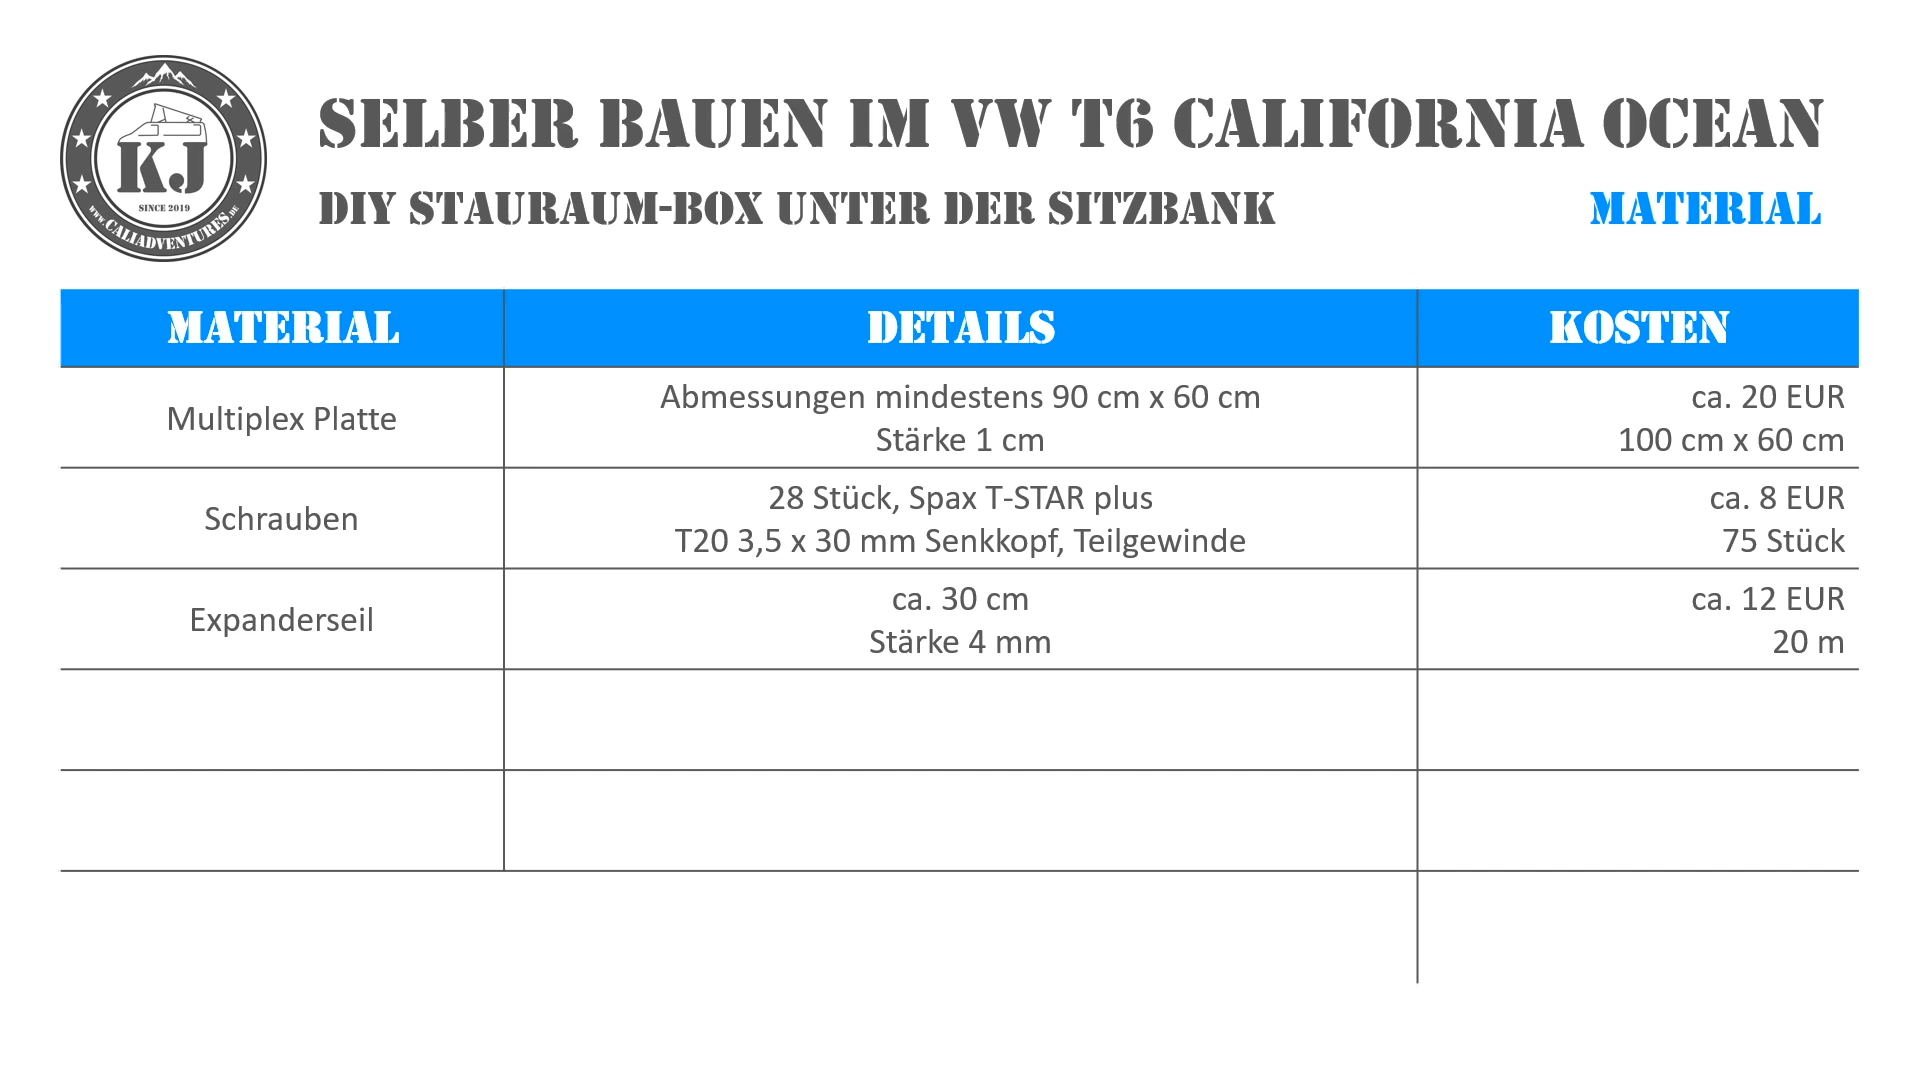 SELBER BAUEN IM VW T6 CALIFORNIA OCEAN
DIY STAURAUM-BOX UNTER DER SITZBANK
MATERIAL
KJ
SINCE 2019
www.CALIADVENTURES.de
MATERIAL DETAILS KOSTEN
Multiplex Platte
Abmessungen mindestens 90 cm x 60 cm
Stärke 1 cm
ca. 20 EUR
100 cm x 60 cm
Schrauben
28 Stück, Spax T-STAR plus
T20 3,5 x 30 mm Senkkopf, Teilgewinde
ca. 8 EUR
75 Stück
Expanderseil
ca. 30 cm
Stärke 4 mm
ca. 12 EUR
20 m